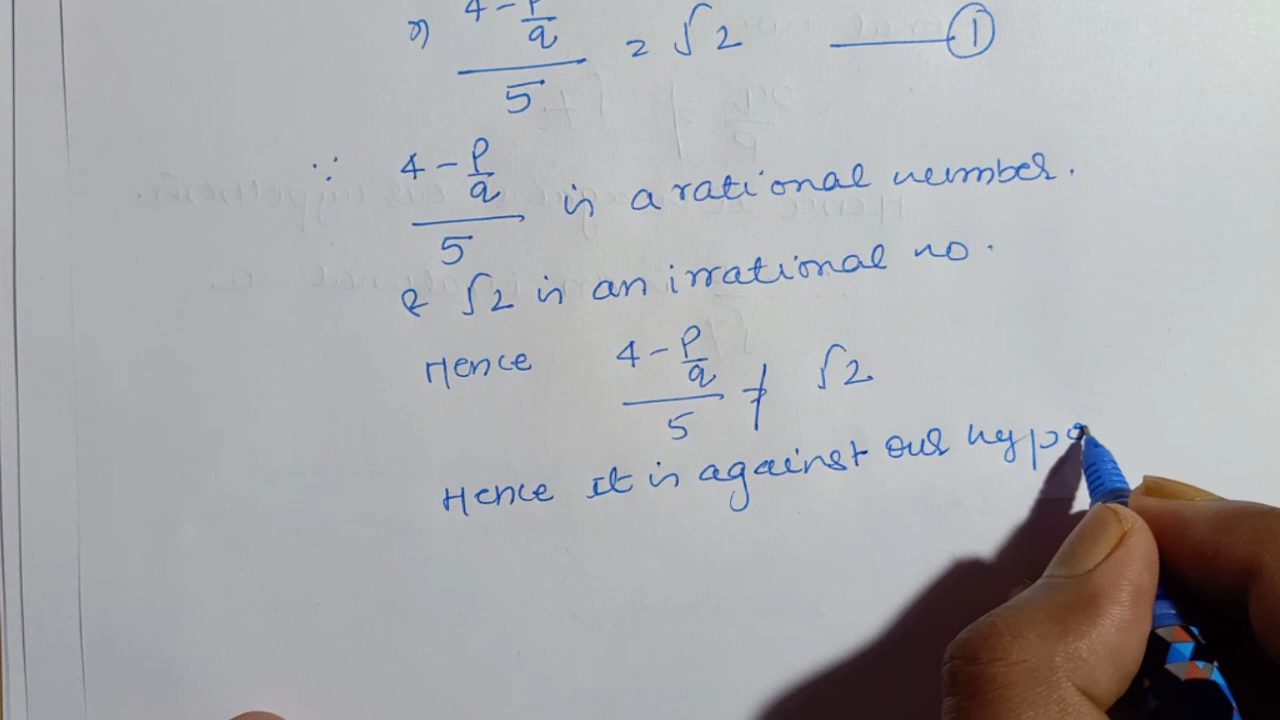 ⇒ (4 - p/q)/5 = √2 ——— ①
∵ (4 - p/q)/5 is a rational number.
& √2 is an irrational no.
Hence (4 - p/q)/5 ≠ √2
Hence it is against our hypo